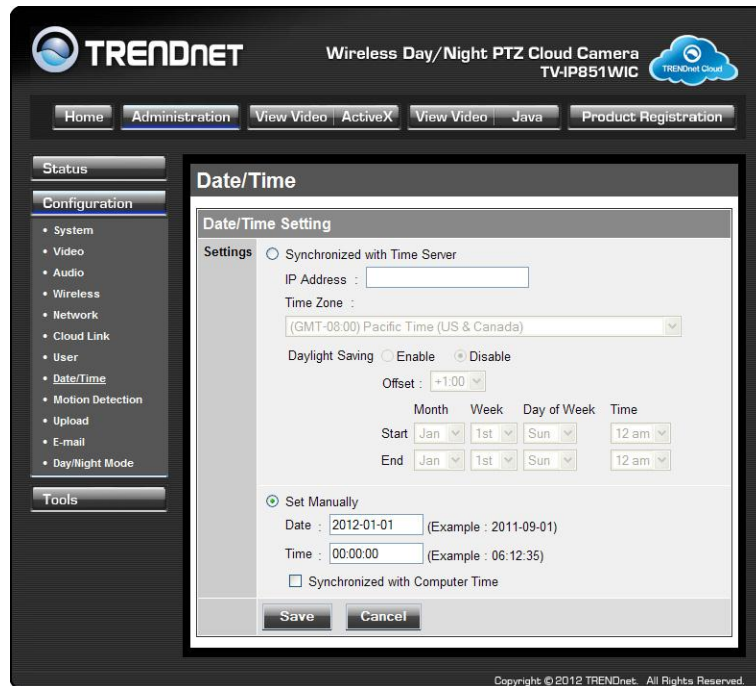 TRENDnet
Wireless Day/Night PTZ Cloud Camera
TV-IP851WIC
TRENDnet Cloud
Home
Administration
View Video ActiveX
View Video Java
Product Registration
Status
Configuration
• System
• Video
• Audio
• Wireless
• Network
• Cloud Link
• User
• Date/Time
• Motion Detection
• Upload
• E-mail
• Day/Night Mode
Tools
Date/Time
Date/Time Setting
Settings
Synchronized with Time Server
IP Address :
Time Zone :
(GMT-08:00) Pacific Time (US & Canada)
Daylight Saving Enable Disable
Offset : +1:00
Month Week Day of Week Time
Start Jan 1st Sun 12 am
End Jan 1st Sun 12 am
Set Manually
Date : 2012-01-01 (Example : 2011-09-01)
Time : 00:00:00 (Example : 06:12:35)
Synchronized with Computer Time
Save Cancel
Copyright © 2012 TRENDnet. All Rights Reserved.